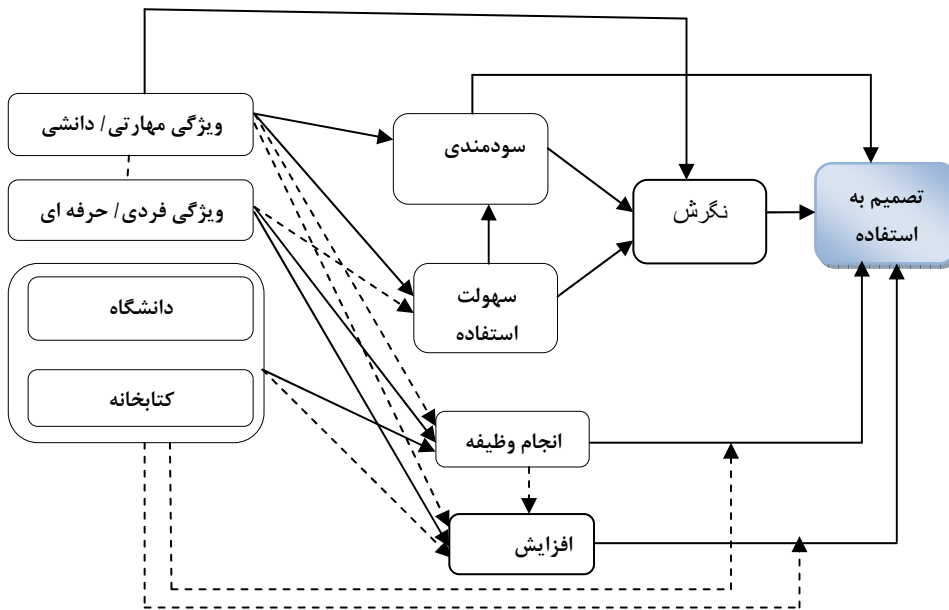 ویژگی مهارتی/ دانشی
ویژگی فردی/ حرفه ای
دانشگاه
کتابخانه
سودمندی
سهولت
استفاده
انجام وظیفه
افزایش
نگرش
تصمیم به
استفاده